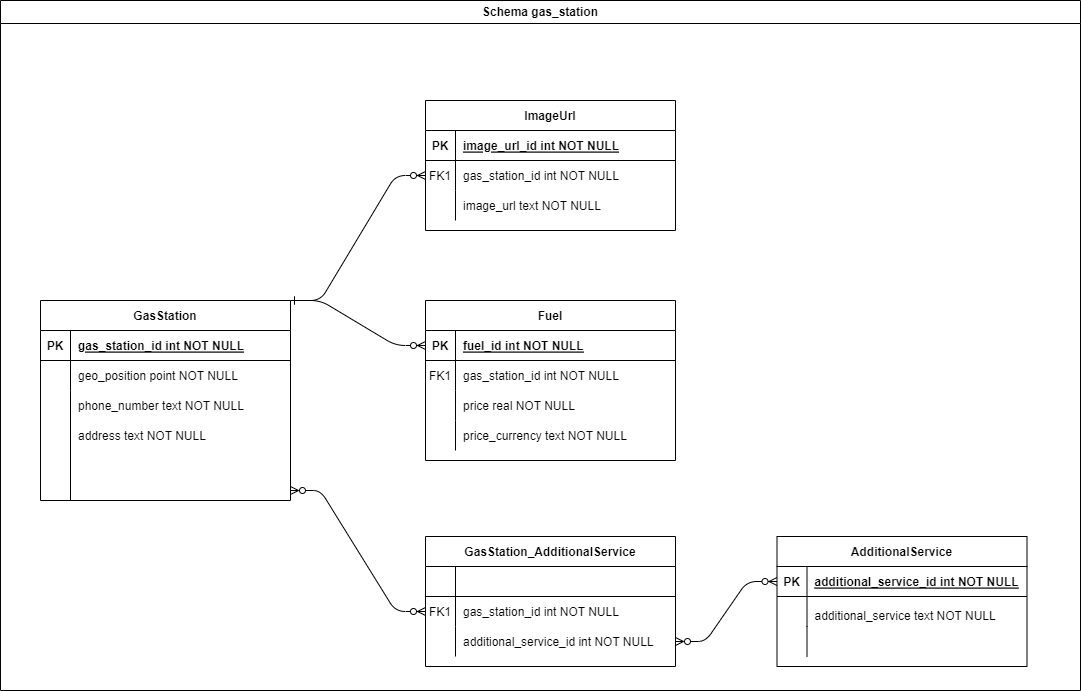 Schema gas_station
ImageUrl
PK image_url_id int NOT NULL
FK1 gas_station_id int NOT NULL
image_url text NOT NULL
GasStation
PK gas_station_id int NOT NULL
geo_position point NOT NULL
phone_number text NOT NULL
address text NOT NULL
Fuel
PK fuel_id int NOT NULL
FK1 gas_station_id int NOT NULL
price real NOT NULL
price_currency text NOT NULL
GasStation_AdditionalService
FK1 gas_station_id int NOT NULL
additional_service_id int NOT NULL
AdditionalService
PK additional_service_id int NOT NULL
additional_service text NOT NULL